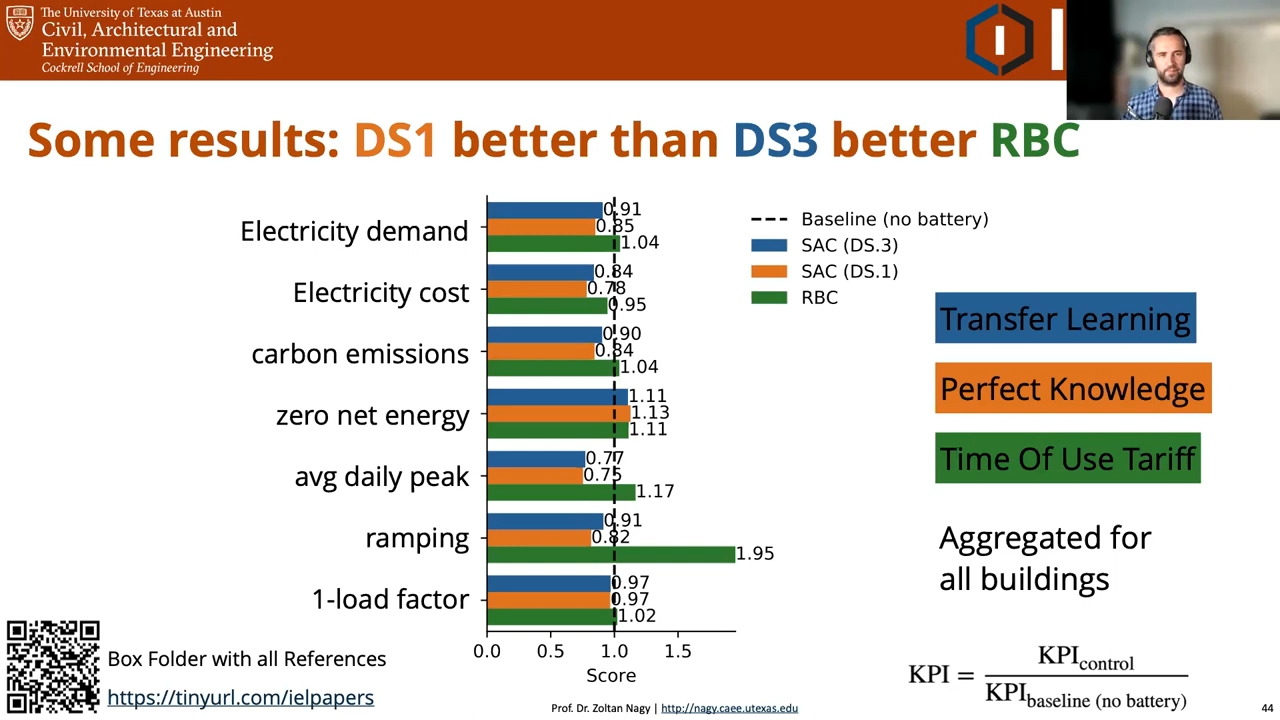 The University of Texas at Austin
Civil, Architectural and
Environmental Engineering
Cockrell School of Engineering
Some results: DS1 better than DS3 better RBC
Electricity demand
0.91
0.85
1.04
Electricity cost
0.84
0.78
0.95
carbon emissions
0.90
0.84
1.04
zero net energy
1.11
1.13
1.11
avg daily peak
0.77
0.75
1.17
ramping
0.91
0.82
1.95
1-load factor
0.97
0.97
1.02
0.0 0.5 1.0 1.5
Score
Baseline (no battery)
SAC (DS.3)
SAC (DS.1)
RBC
Transfer Learning
Perfect Knowledge
Time Of Use Tariff
Aggregated for
all buildings
KPI = KPIcontrol
KPIbaseline (no battery)
Box Folder with all References
https://tinyurl.com/ielpapers
Prof. Dr. Zoltan Nagy | http://nagy.caee.utexas.edu
44